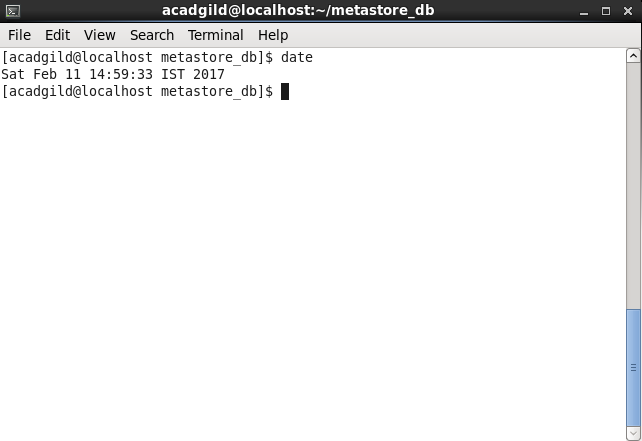 acadgild@localhost:~/metastore_db
File Edit View Search Terminal Help
[acadgild@localhost metastore_db]$ date
Sat Feb 11 14:59:33 IST 2017
[acadgild@localhost metastore_db]$